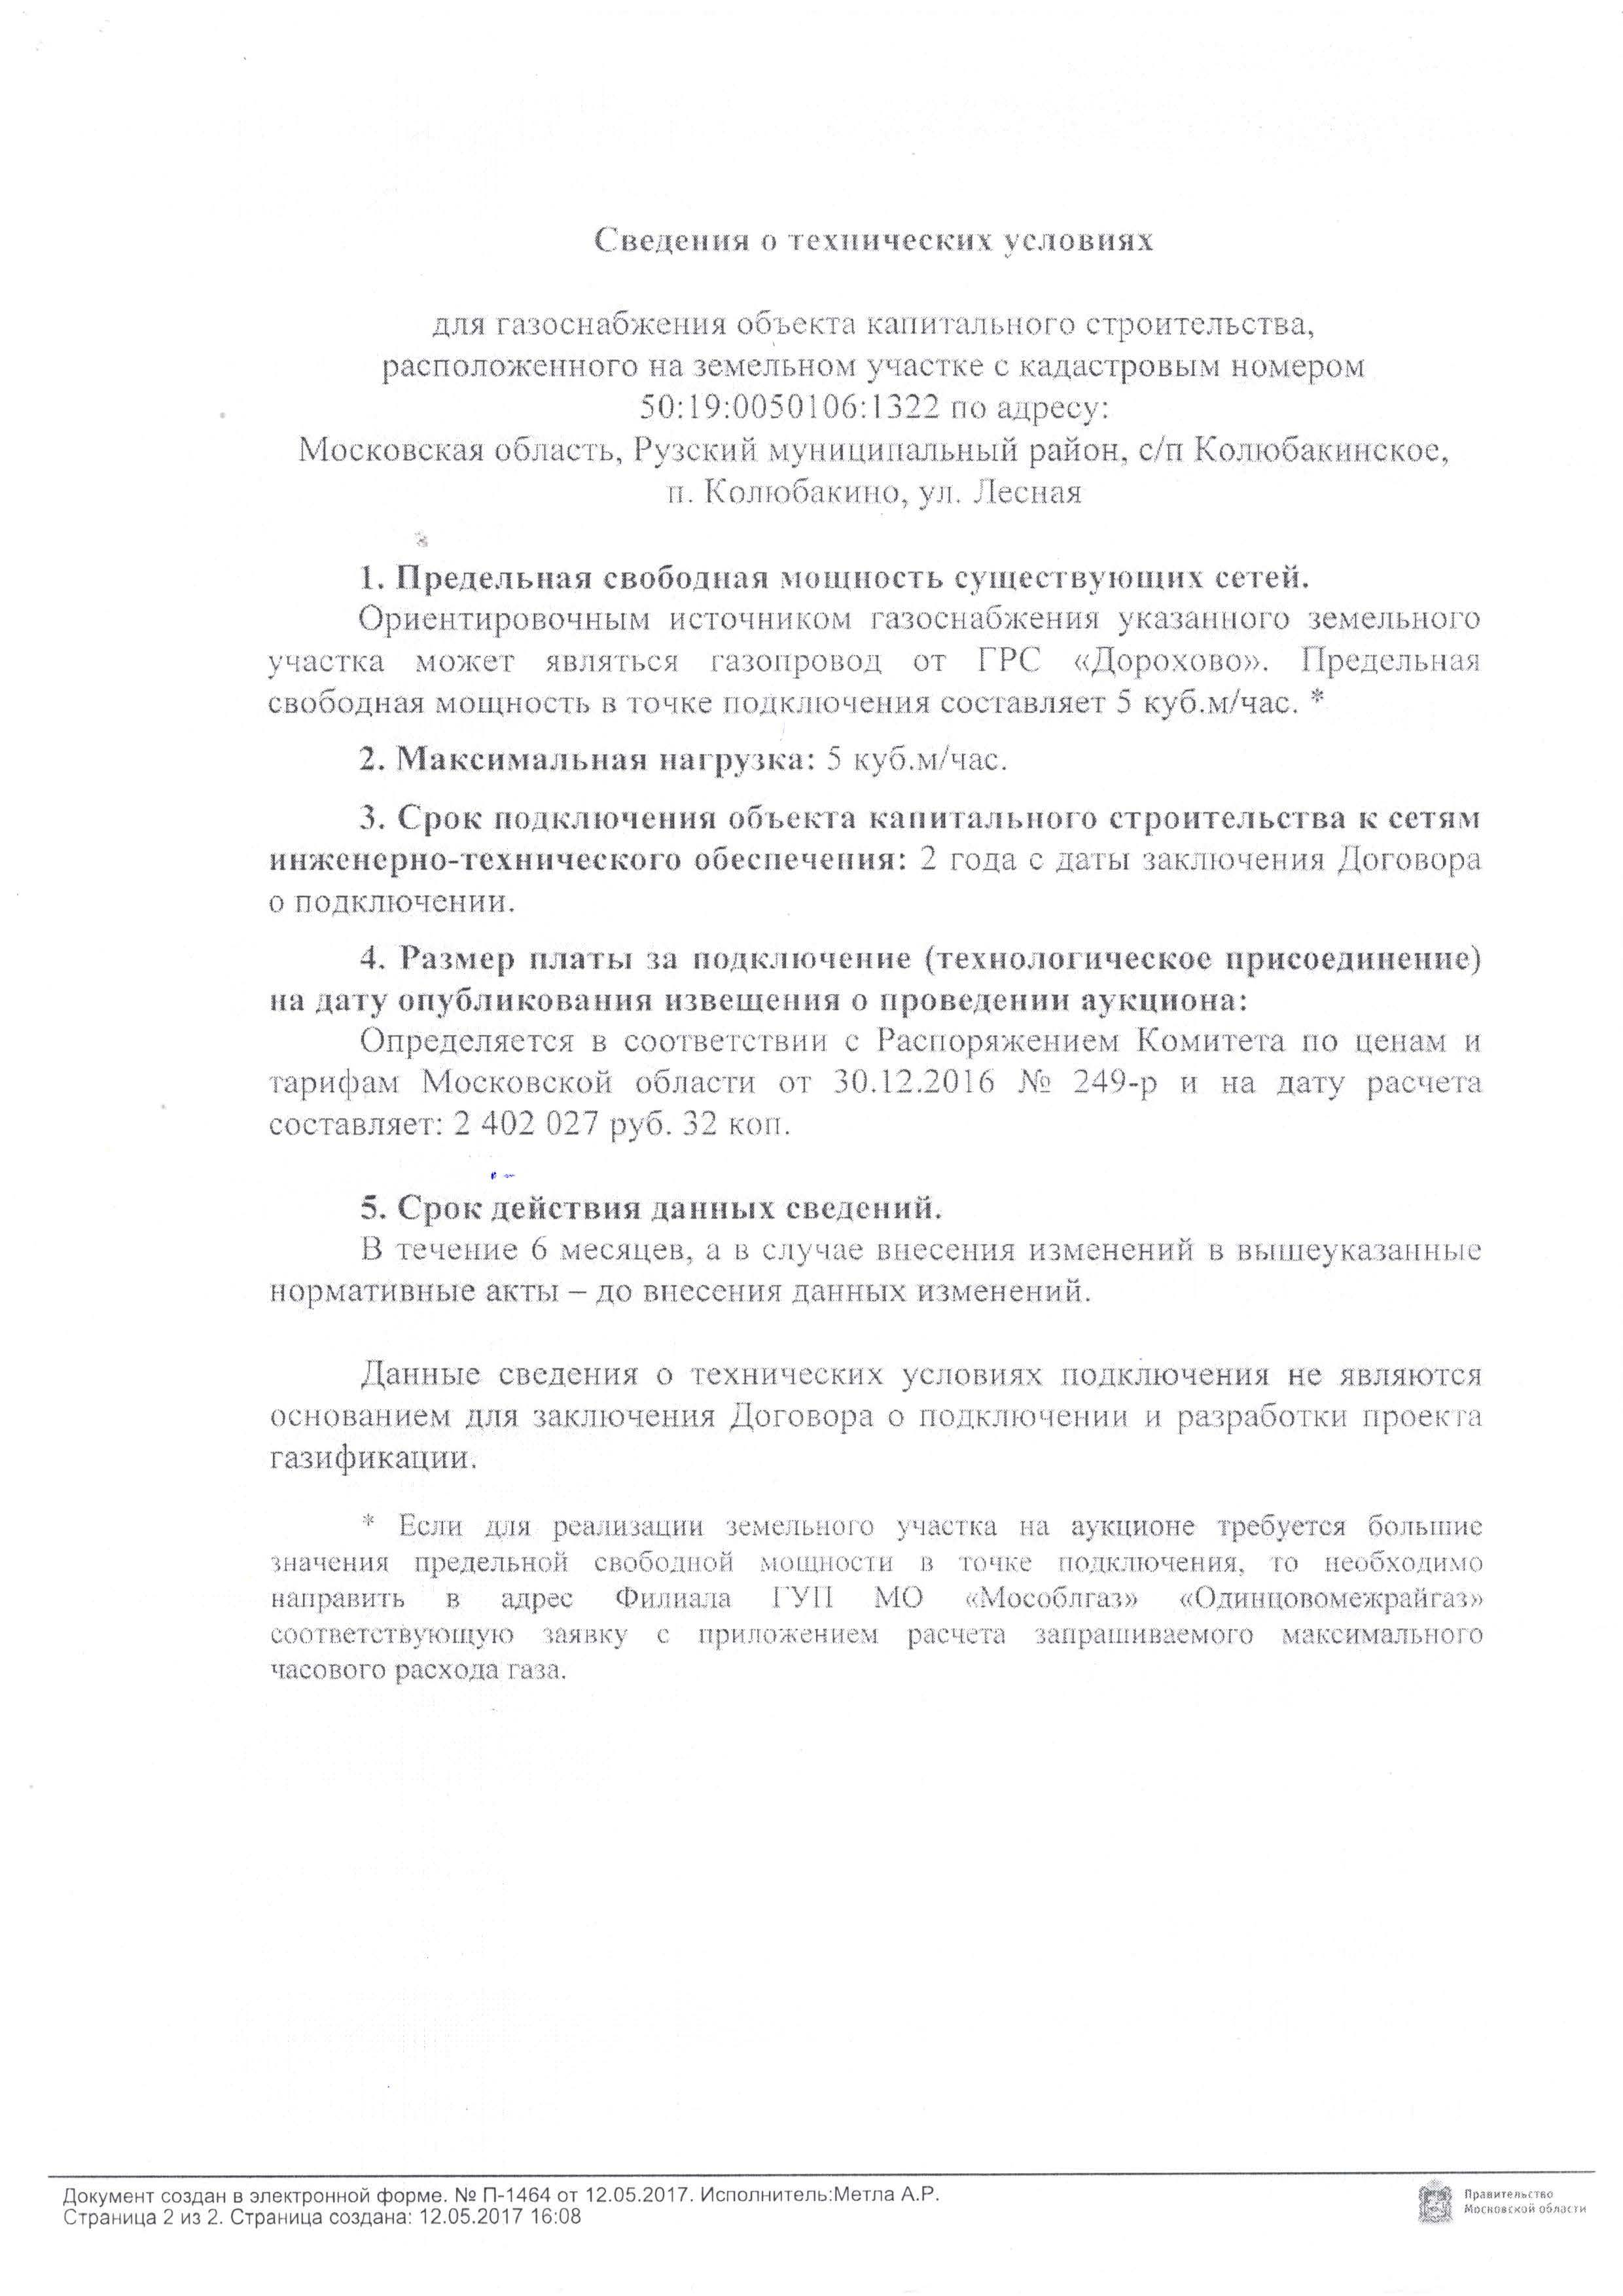 Сведения о технических условиях
для газоснабжения объекта капитального строительства,
расположенного на земельном участке с кадастровым номером
50:19:0050106:1322 по адресу:
Московская область, Рузский муниципальный район, с/п Колюбакинское,
п. Колюбакино, ул. Лесная
1. Предельная свободная мощность существующих сетей.
Ориентировочным источником газоснабжения указанного земельного
участка может являться газопровод от ГРС «Дорохово». Предельная
свободная мощность в точке подключения составляет 5 куб.м/час. *
2. Максимальная нагрузка: 5 куб.м/час.
3. Срок подключения объекта капитального строительства к сетям
инженерно-технического обеспечения: 2 года с даты заключения Договора
о подключении.
4. Размер платы за подключение (технологическое присоединение)
на дату опубликования извещения о проведении аукциона:
Определяется в соответствии с Распоряжением Комитета по ценам и
тарифам Московской области от 30.12.2016 № 249-р и на дату расчета
составляет: 2 402 027 руб. 32 коп.
5. Срок действия данных сведений.
В течение 6 месяцев, а в случае внесения изменений в вышеуказанные
нормативные акты – до внесения данных изменений.
Данные сведения о технических условиях подключения не являются
основанием для заключения Договора о подключении и разработки проекта
газификации.
* Если для реализации земельного участка на аукционе требуется большие
значения предельной свободной мощности в точке подключения, то необходимо
направить в адрес Филиала ГУП МО «Мособлгаз» «Одинцовомежрайгаз»
соответствующую заявку с приложением расчета запрашиваемого максимального
часового расхода газа.
Документ создан в электронной форме. № П-1464 от 12.05.2017. Исполнитель:Метла А.Р.
Страница 2 из 2. Страница создана: 12.05.2017 16:08
Правительство
Московской области